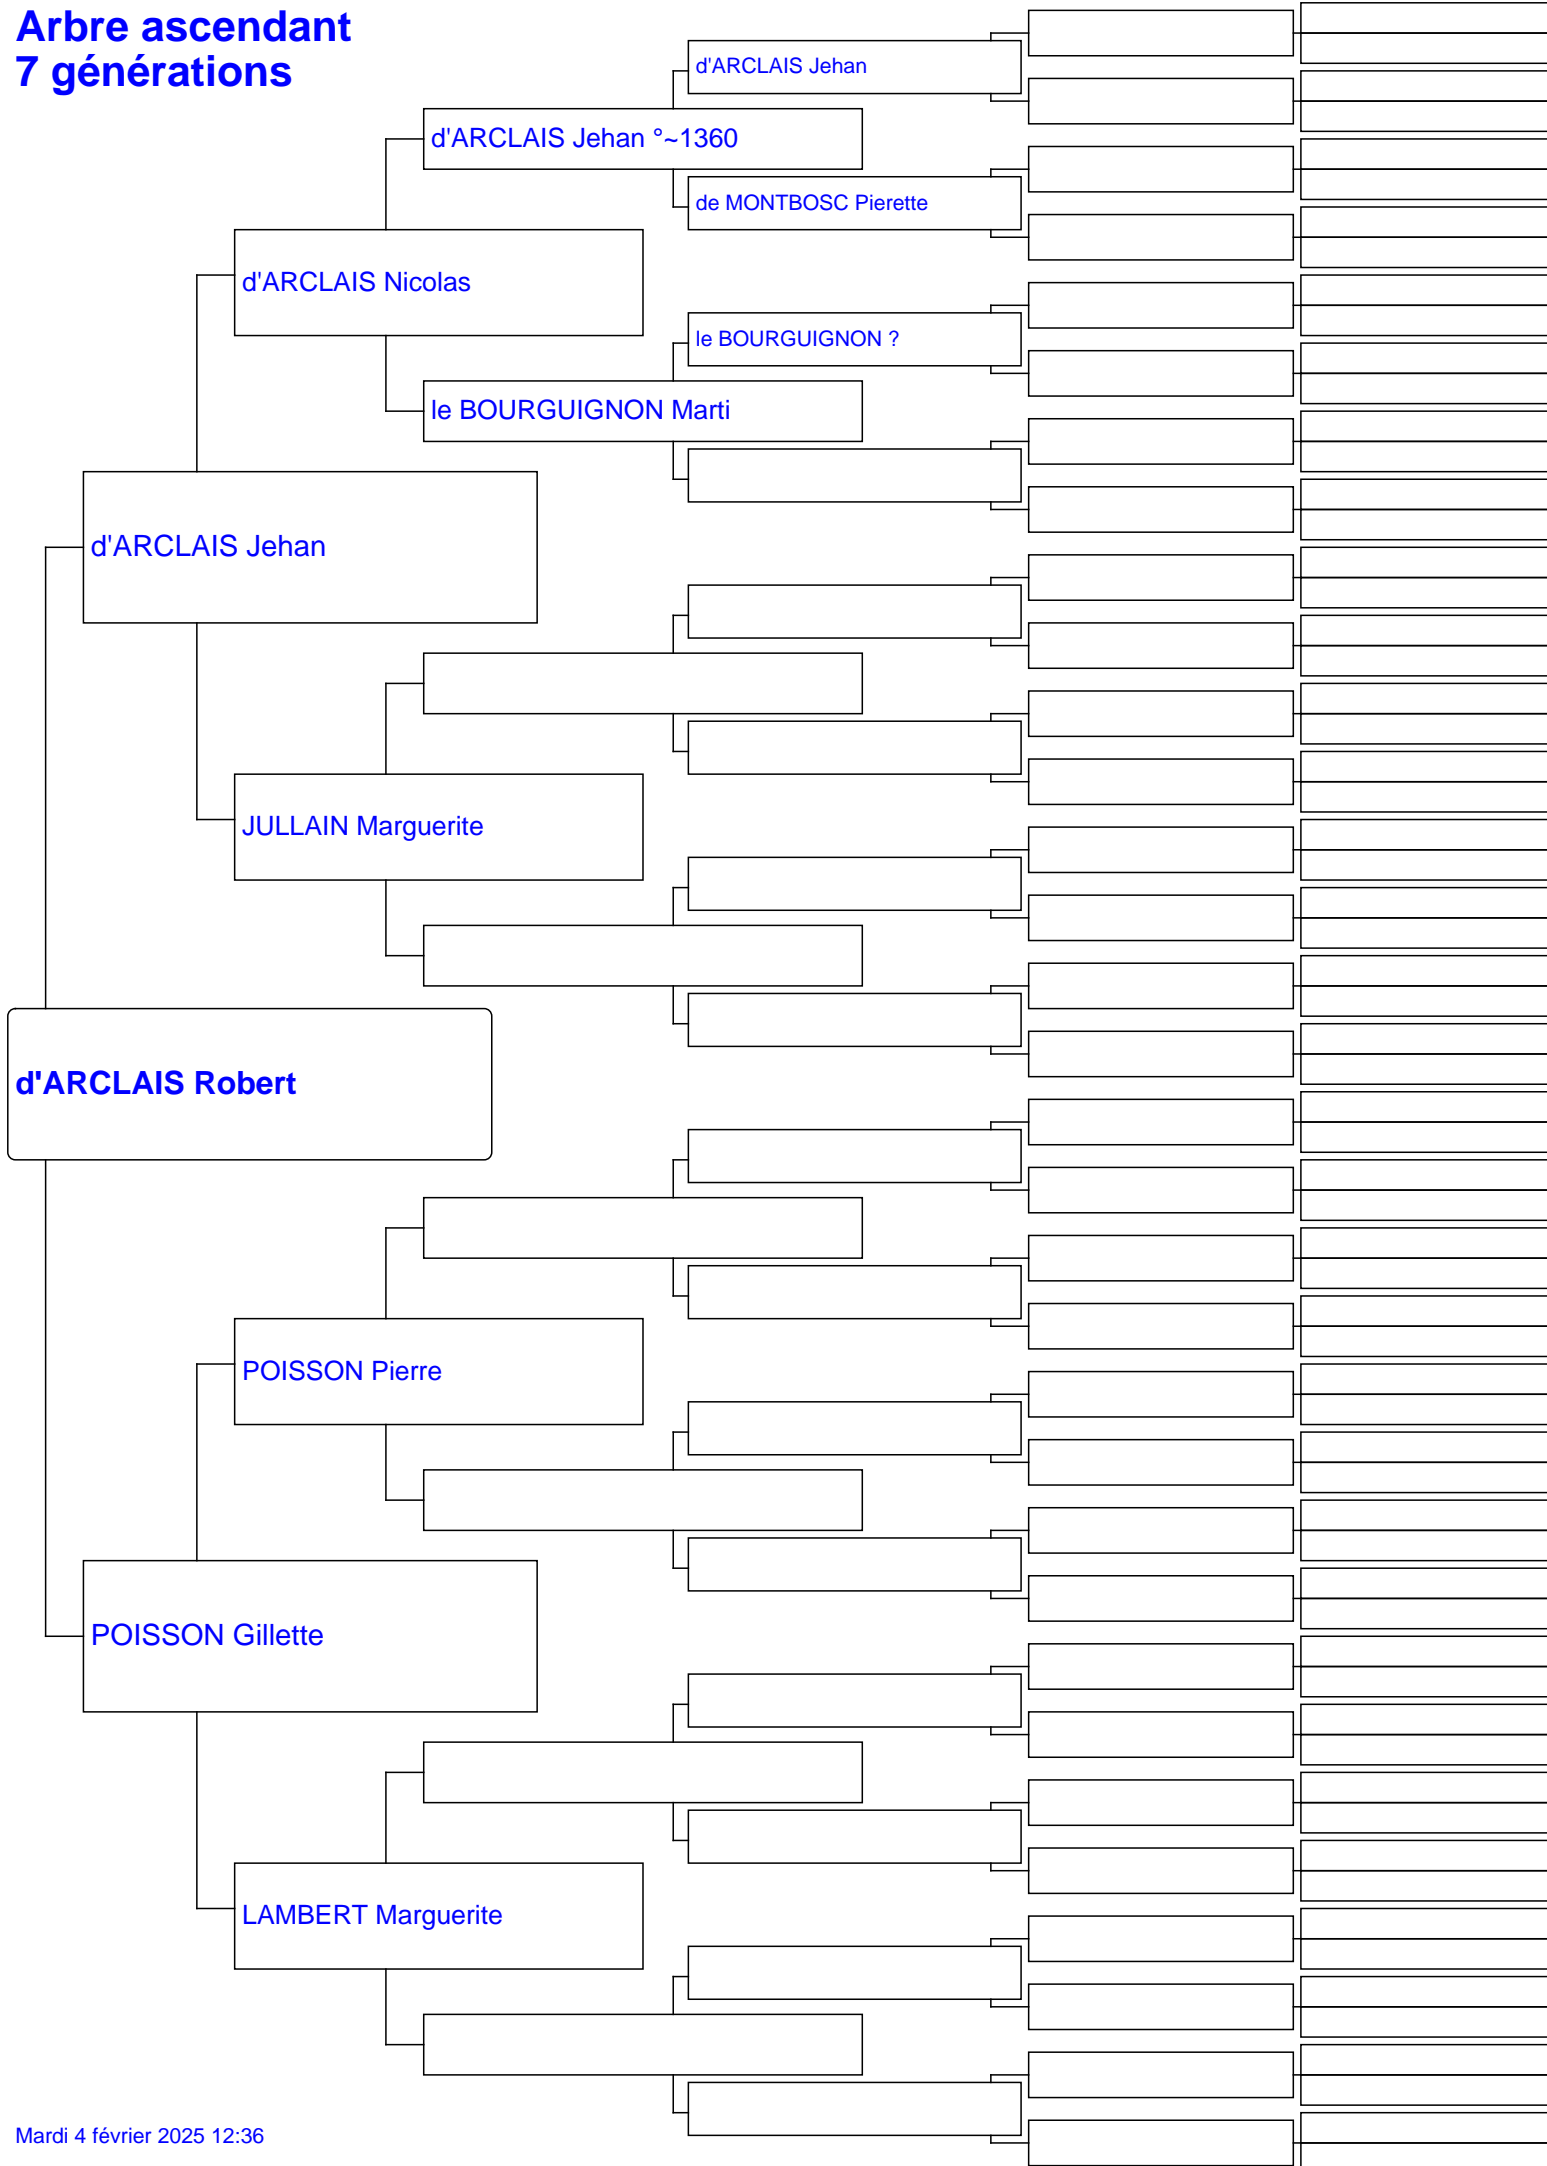 Arbre ascendant
7 générations
d'ARCLAIS Jehan
d'ARCLAIS Jehan °~1360
de MONTBOSC Pierette
d'ARCLAIS Nicolas
le BOURGUIGNON ?
le BOURGUIGNON Marti
d'ARCLAIS Jehan
JULLAIN Marguerite
d'ARCLAIS Robert
POISSON Pierre
POISSON Gillette
LAMBERT Marguerite
Mardi 4 février 2025 12:36